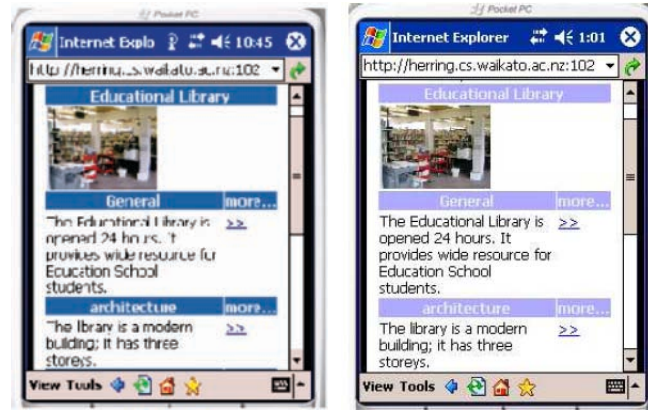 Pocket PC
Internet Explo 10:45
http://herring.cs.waikato.ac.nz:102
Educational Library
General more...
The Educational Library is >>
opened 24 hours. It
provides wide resource for
Education School
students.
architecture more...
The library is a modern >>
building; it has three
storeys.
View Tools
Pocket PC
Internet Explorer 1:01
http://herring.cs.waikato.ac.nz:102
Educational Library
General more...
The Educational Library is >>
opened 24 hours. It
provides wide resource for
Education School
students.
architecture more...
The library is a modern >>
building; it has three
storeys.
View Tools